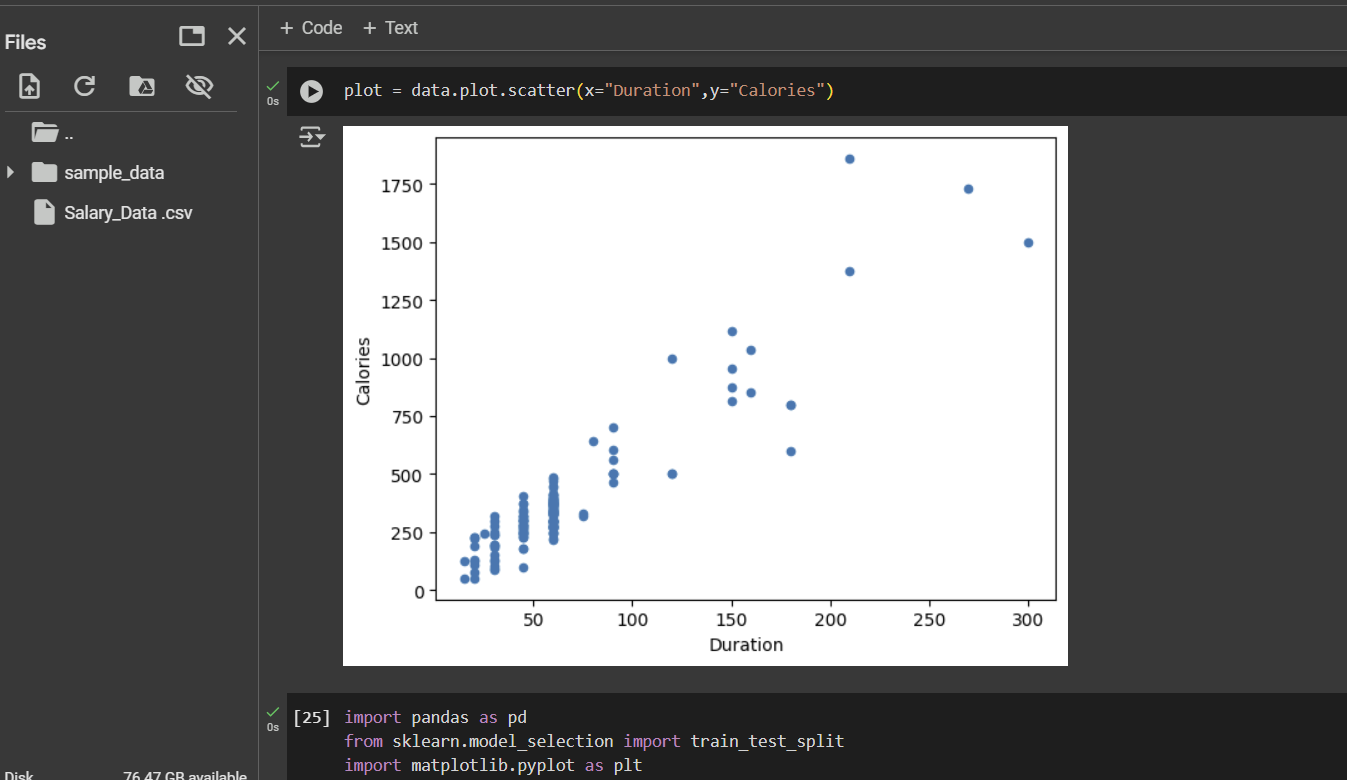 Files
..
sample_data
Salary_Data .csv
Disk 76.47 GB available
+ Code + Text
0s
plot = data.plot.scatter(x="Duration",y="Calories")
1750
1500
1250
1000
750
500
250
0
Calories
50 100 150 200 250 300
Duration
0s
[25] import pandas as pd
from sklearn.model_selection import train_test_split
import matplotlib.pyplot as plt